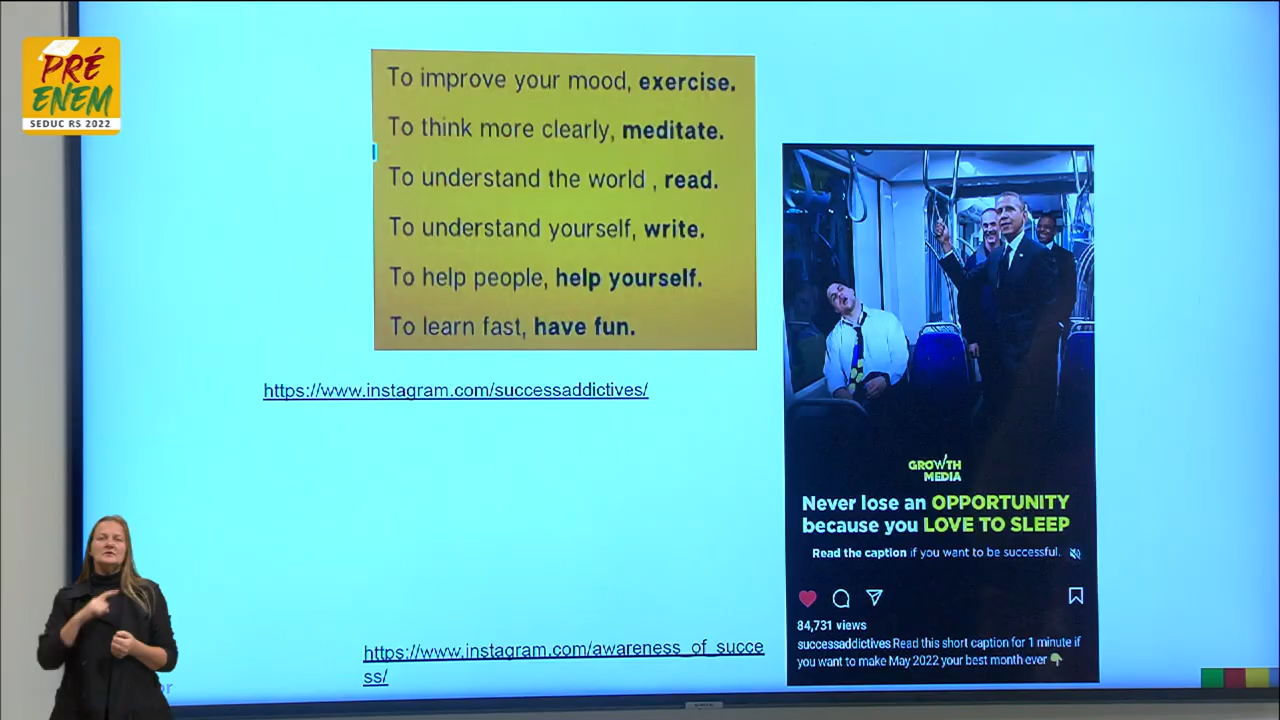 PRÉ
ENEM
SEDUC RS 2022
To improve your mood, exercise.
To think more clearly, meditate.
To understand the world , read.
To understand yourself, write.
To help people, help yourself.
To learn fast, have fun.
https://www.instagram.com/successaddictives/
GROWTH
MEDIA
Never lose an OPPORTUNITY
because you LOVE TO SLEEP
Read the caption if you want to be successful.
84,731 views
successaddictives Read this short caption for 1 minute if
you want to make May 2022 your best month ever
https://www.instagram.com/awareness_of_succe
ss/